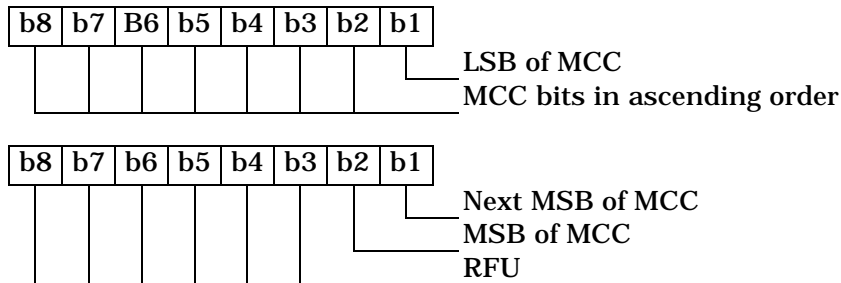 b8 b7 B6 b5 b4 b3 b2 b1
LSB of MCC
MCC bits in ascending order
b8 b7 b6 b5 b4 b3 b2 b1
Next MSB of MCC
MSB of MCC
RFU